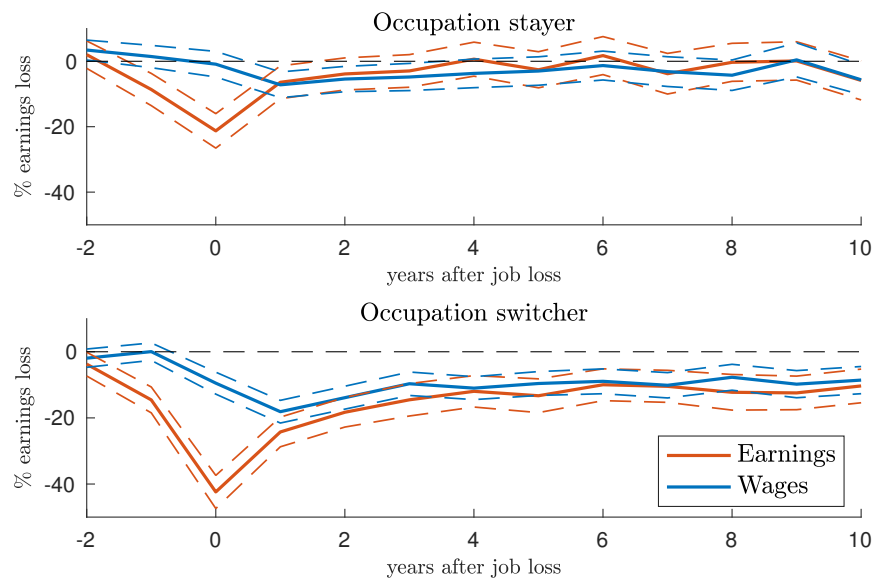 Occupation stayer
% earnings loss
0
-20
-40
-2 0 2 4 6 8 10
years after job loss
Occupation switcher
% earnings loss
0
-20
-40
Earnings
Wages
-2 0 2 4 6 8 10
years after job loss